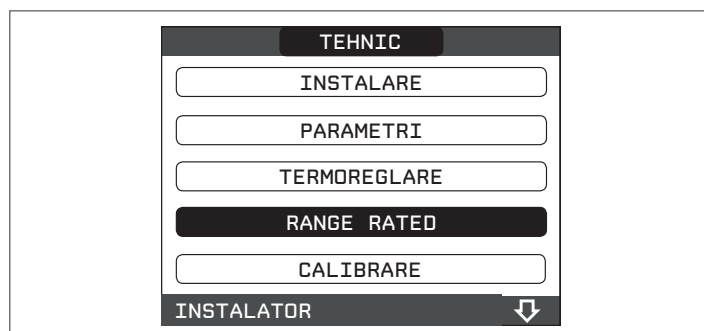 TEHNIC
INSTALARE
PARAMETRI
TERMOREGLARE
RANGE RATED
CALIBRARE
INSTALATOR